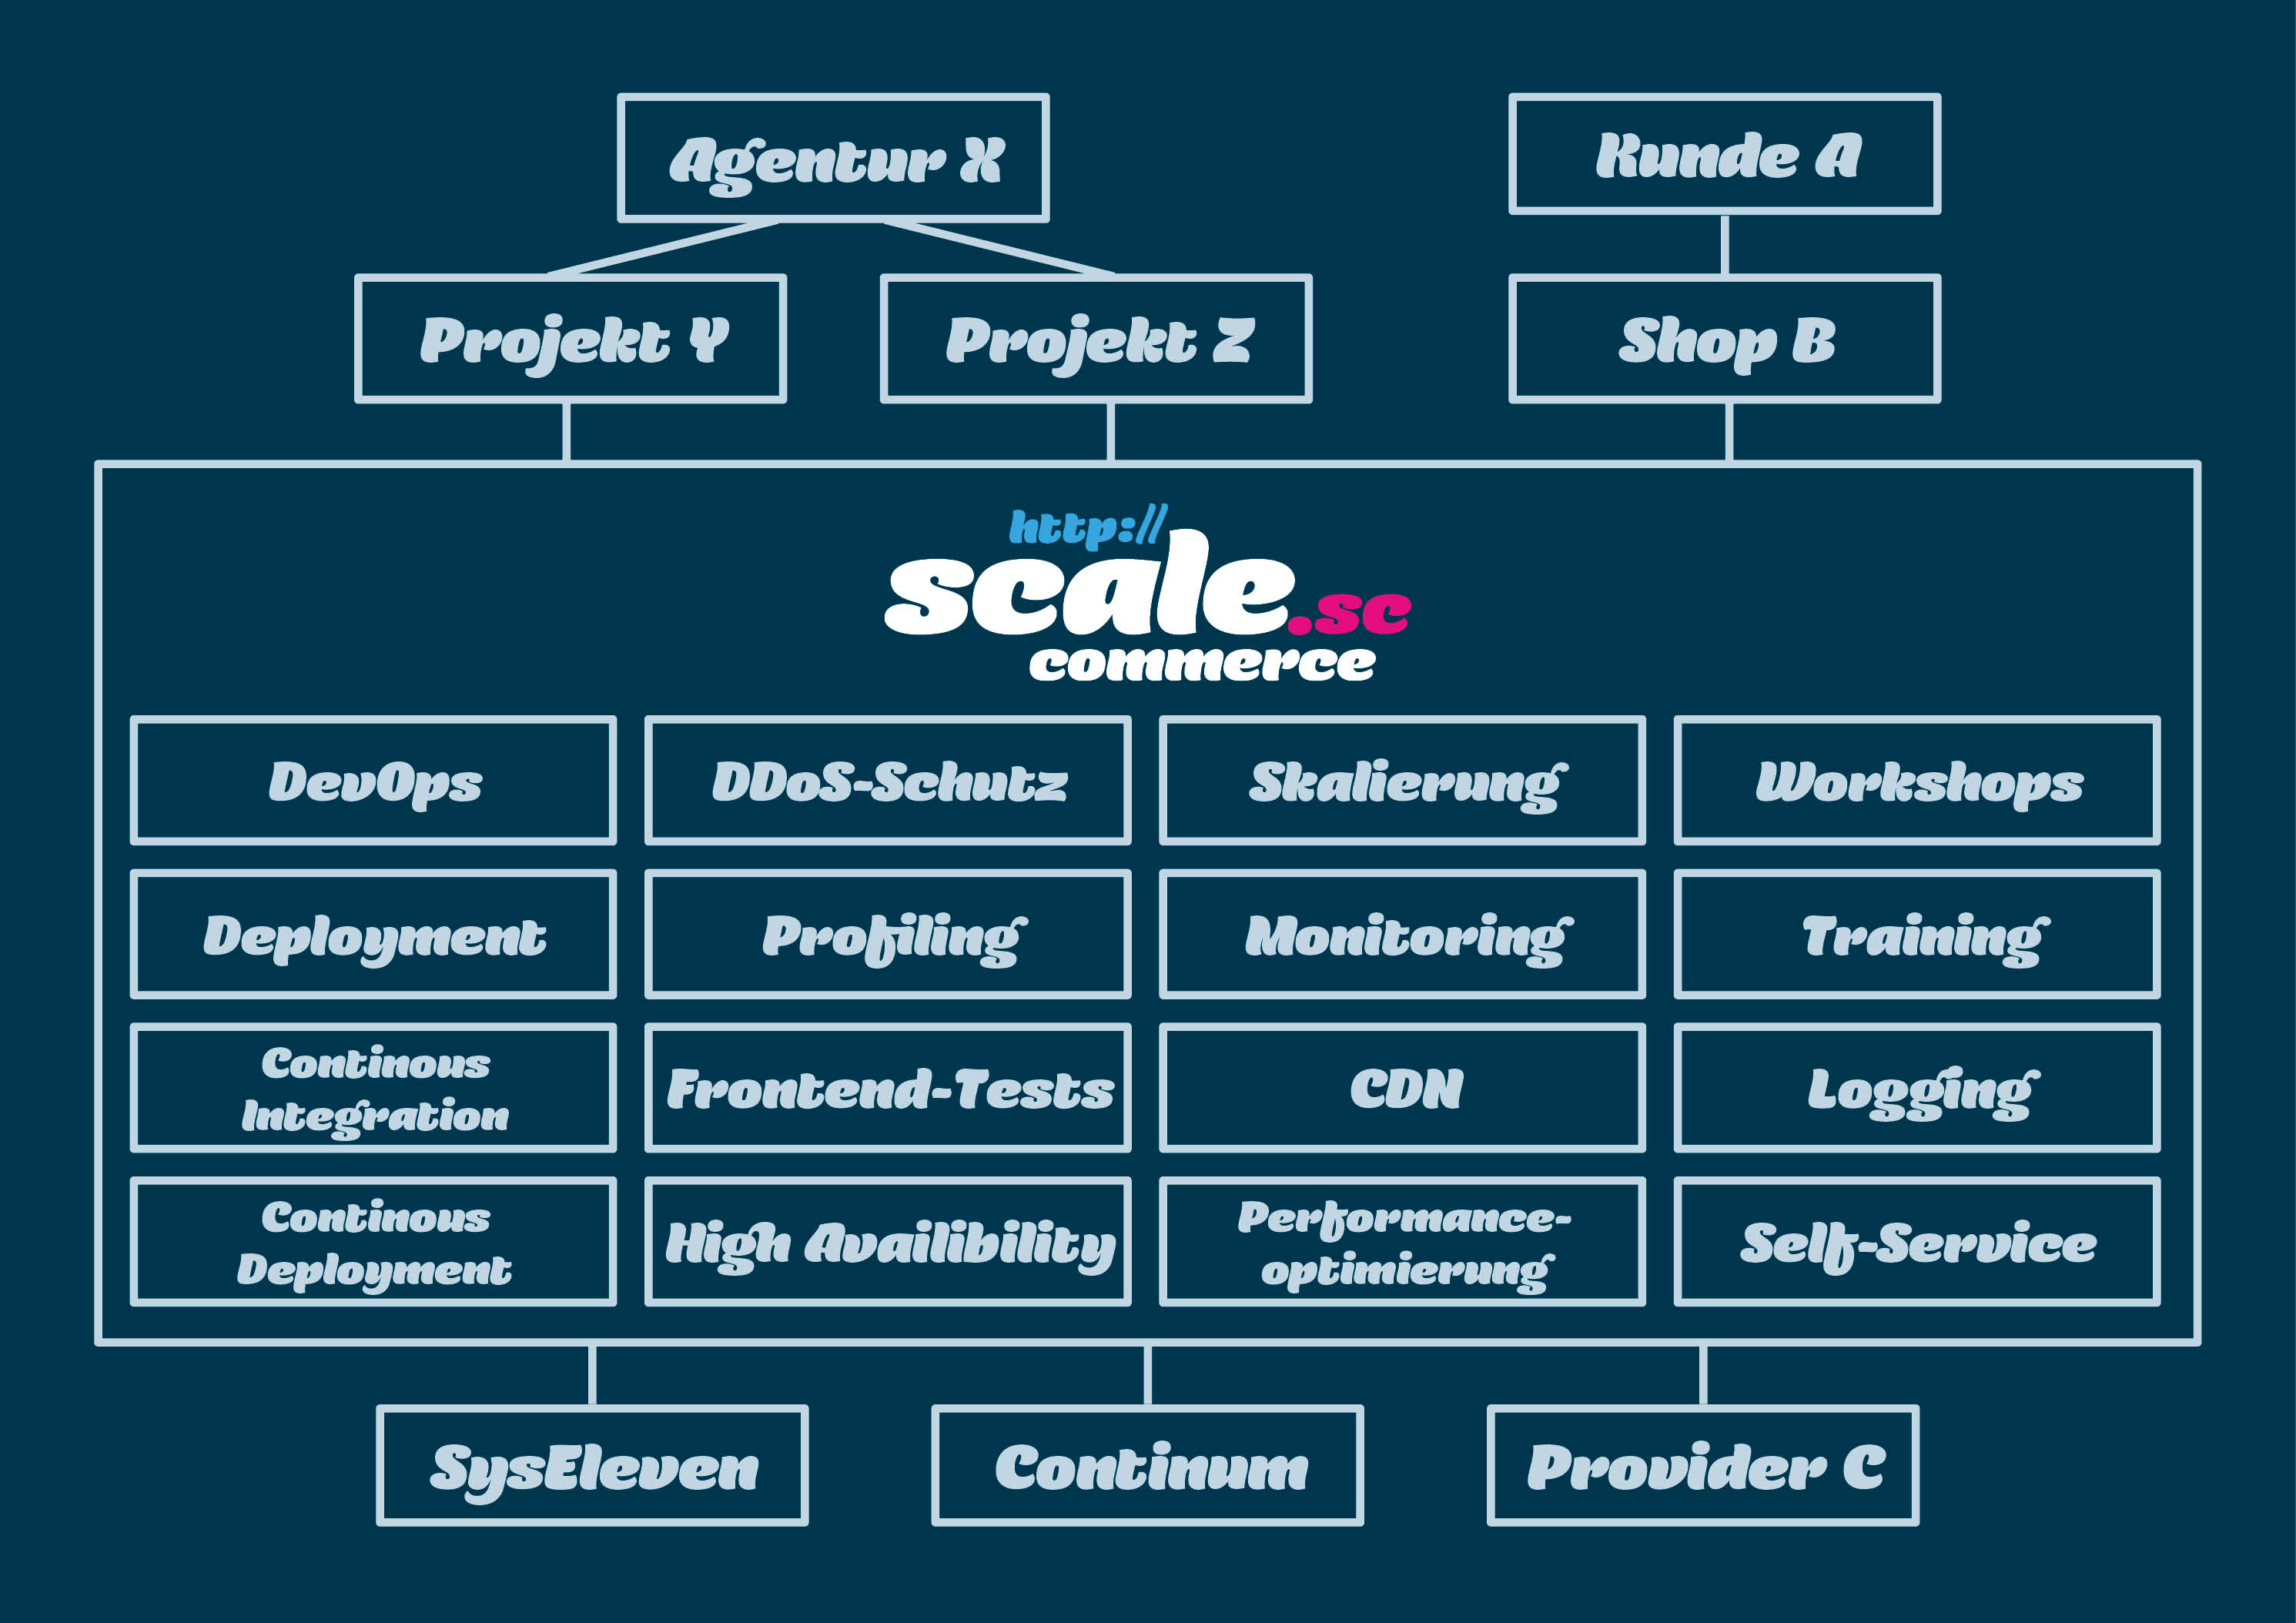 Agentur X
Kunde A
Projekt Y
Projekt Z
Shop B
http://
scale.sc
commerce
DevOps
DDoS-Schutz
Skalierung
Workshops
Deployment
Profiling
Monitoring
Training
Continous
Integration
Frontend-Tests
CDN
Logging
Continous
Deployment
High Availibility
Performance-
optimierung
Self-Service
SysEleven
Continum
Provider C